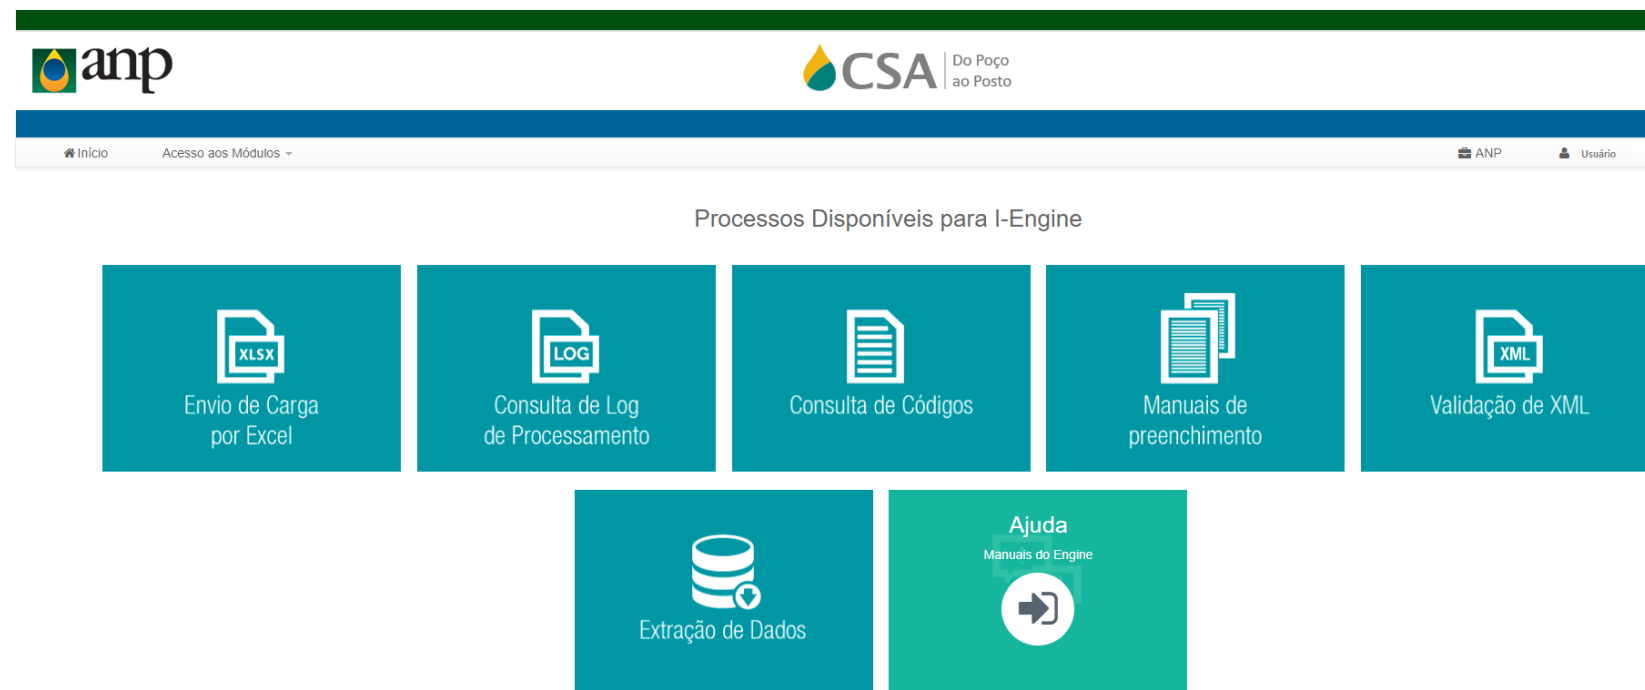 anp
CSA
Do Poço
ao Posto
Início
Acesso aos Módulos
ANP
Usuário
Processos Disponíveis para I-Engine
XLSX
Envio de Carga
por Excel
LOG
Consulta de Log
de Processamento
Consulta de Códigos
Manuais de
preenchimento
XML
Validação de XML
Extração de Dados
Ajuda
Manuais do Engine